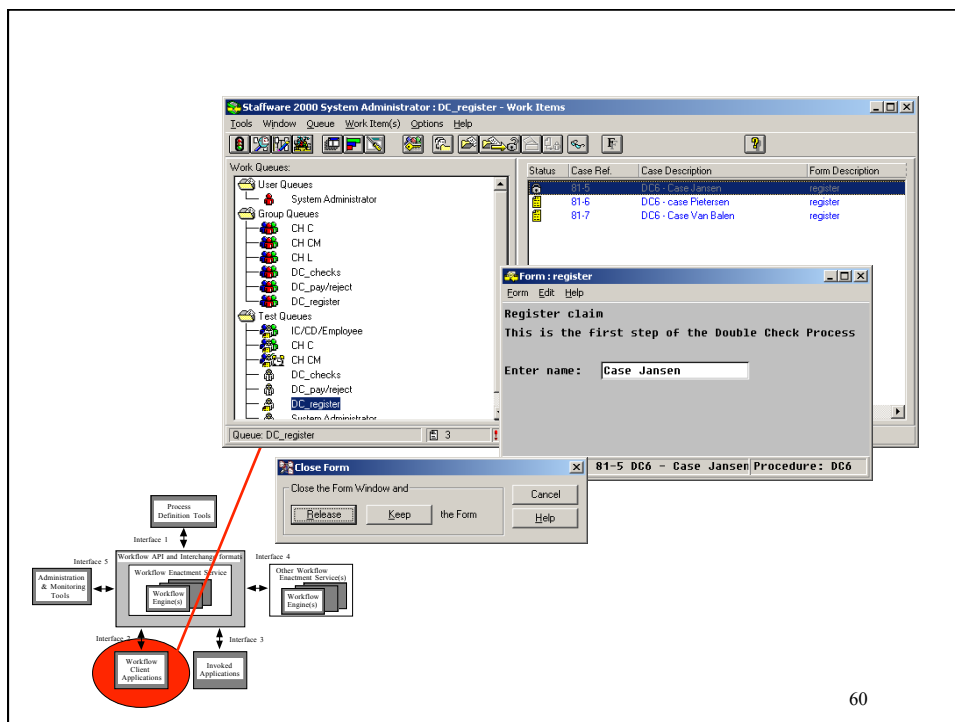 Staffware 2000 System Administrator : DC_register - Work Items
Tools Window Queue Work Item(s) Options Help
Work Queues:
User Queues
System Administrator
Group Queues
CH C
CH CM
CH L
DC_checks
DC_pay/reject
DC_register
Test Queues
IC/CD/Employee
CH C
CH CM
DC_checks
DC_pay/reject
DC_register
System Administrator
Queue: DC_register 3
Status Case Ref. Case Description Form Description
81-5 DC6 - Case Jansen register
81-6 DC6 - case Pietersen register
81-7 DC6 - Case Van Balen register
Form : register
Form Edit Help
Register claim
This is the first step of the Double Check Process
Enter name: Case Jansen
81-5 DC6 - Case Jansen Procedure: DC6
Close Form
Close the Form Window and
Release Keep the Form
Cancel
Help
Process
Definition Tools
Interface 1
Interface 5
Workflow API and Interchange formats
Interface 4
Administration
& Monitoring
Tools
Workflow Enactment Service
Workflow
Engine(s)
Other Workflow
Enactment Service(s)
Workflow
Engine(s)
Interface 2
Interface 3
Workflow
Client
Applications
Invoked
Applications
60